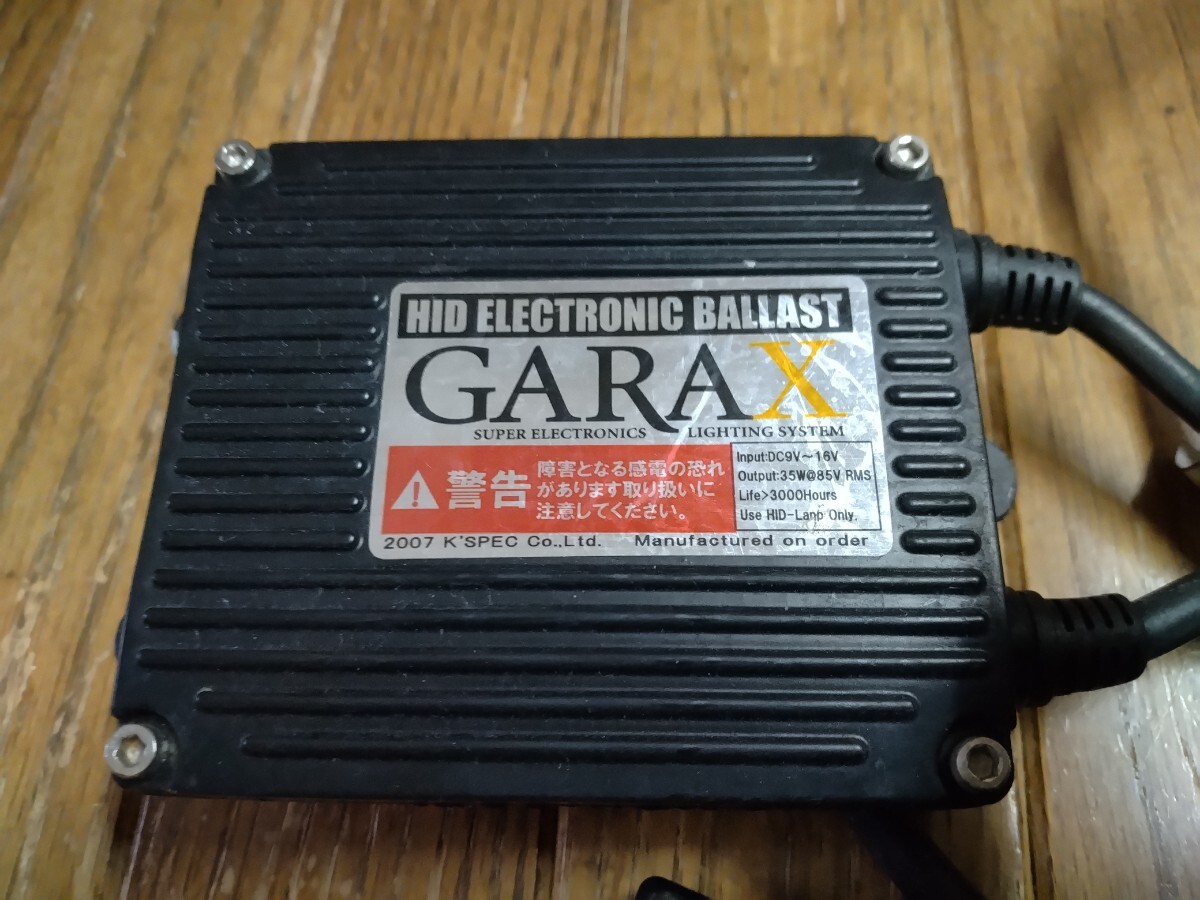 HID ELECTRONIC BALLAST
GARAX
SUPER ELECTRONICS LIGHTING SYSTEM
警告
障害となる感電の恐れ
があります取り扱いに
注意してください。
Input:DC9V～16V
Output:35W@85V RMS
Life>3000Hours
Use HID-Lanp Only.
2007 K'SPEC Co.,Ltd. Manufactured on order